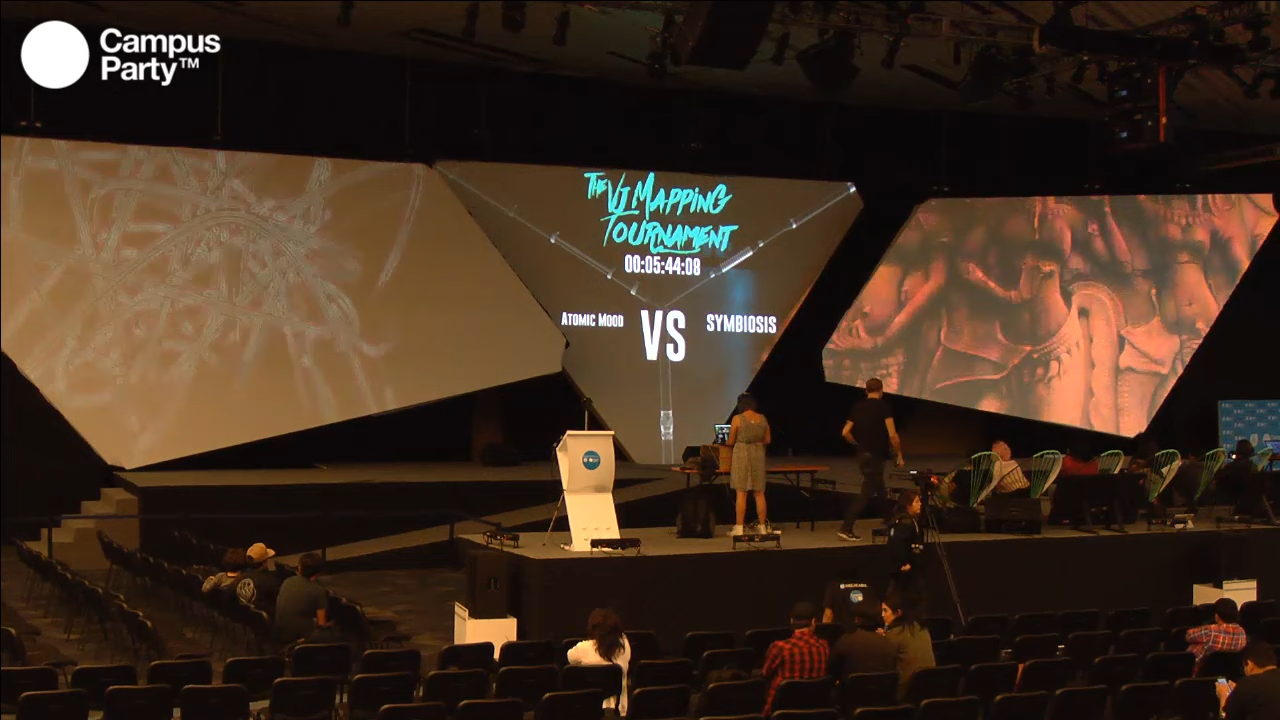 Campus
Party™
The VJ Mapping
Tournament
00:05:44:08
Atomic Mood
VS
SYMBIOSIS